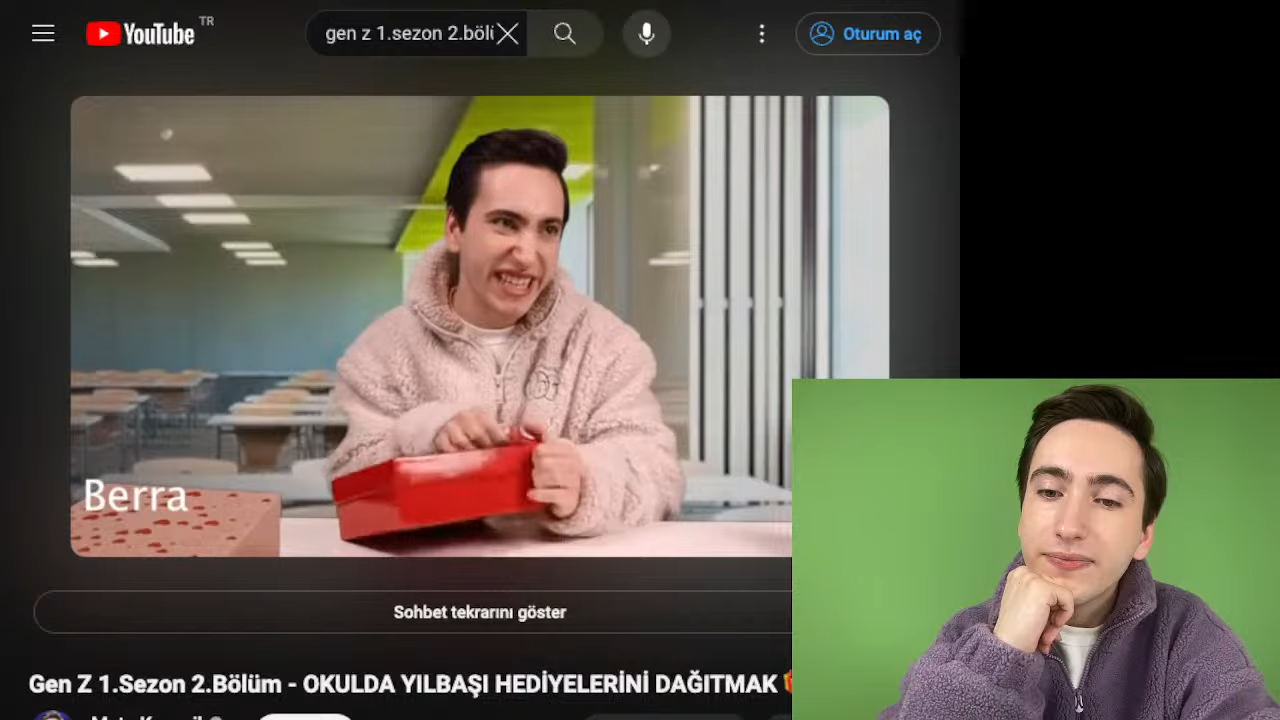 YouTube TR
gen z 1.sezon 2.böli
Oturum aç
Berra
Sohbet tekrarını göster
Gen Z 1.Sezon 2.Bölüm - OKULDA YILBAŞI HEDİYELERİNİ DAĞITMAK